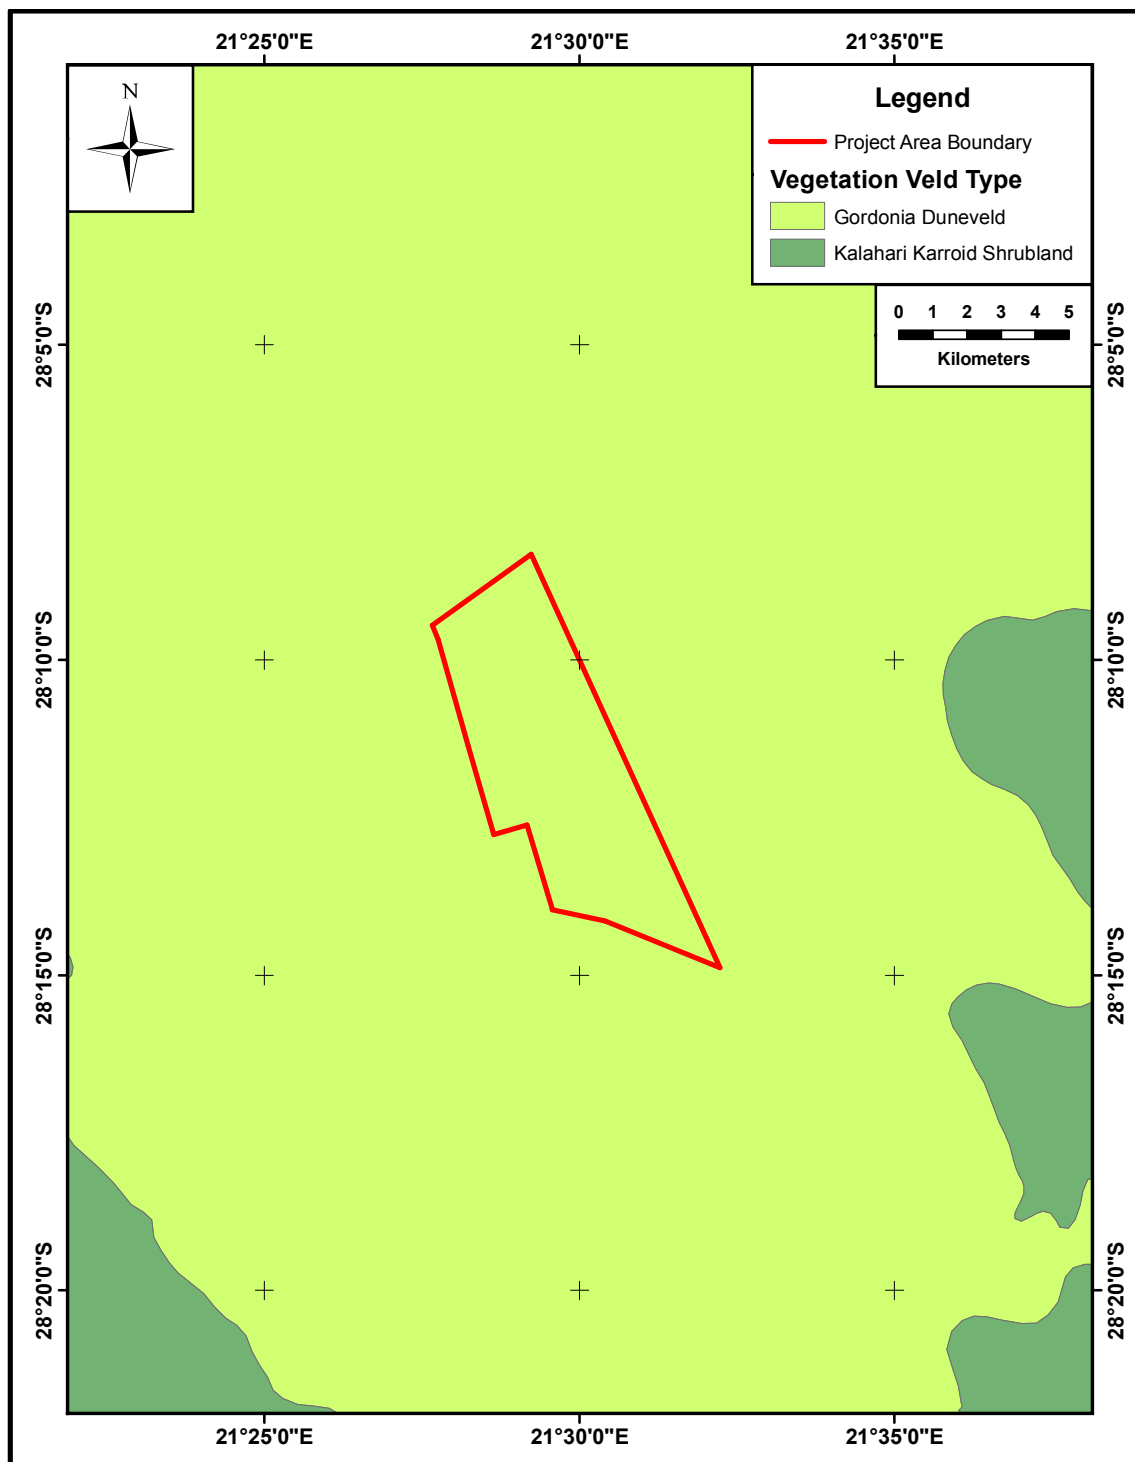 21°25'0"E 21°30'0"E 21°35'0"E
N
Legend
Project Area Boundary
Vegetation Veld Type
Gordonia Duneveld
Kalahari Karroid Shrubland
0 1 2 3 4 5
Kilometers
28°5'0"S 28°5'0"S
28°10'0"S 28°10'0"S
28°15'0"S 28°15'0"S
28°20'0"S 28°20'0"S
21°25'0"E 21°30'0"E 21°35'0"E